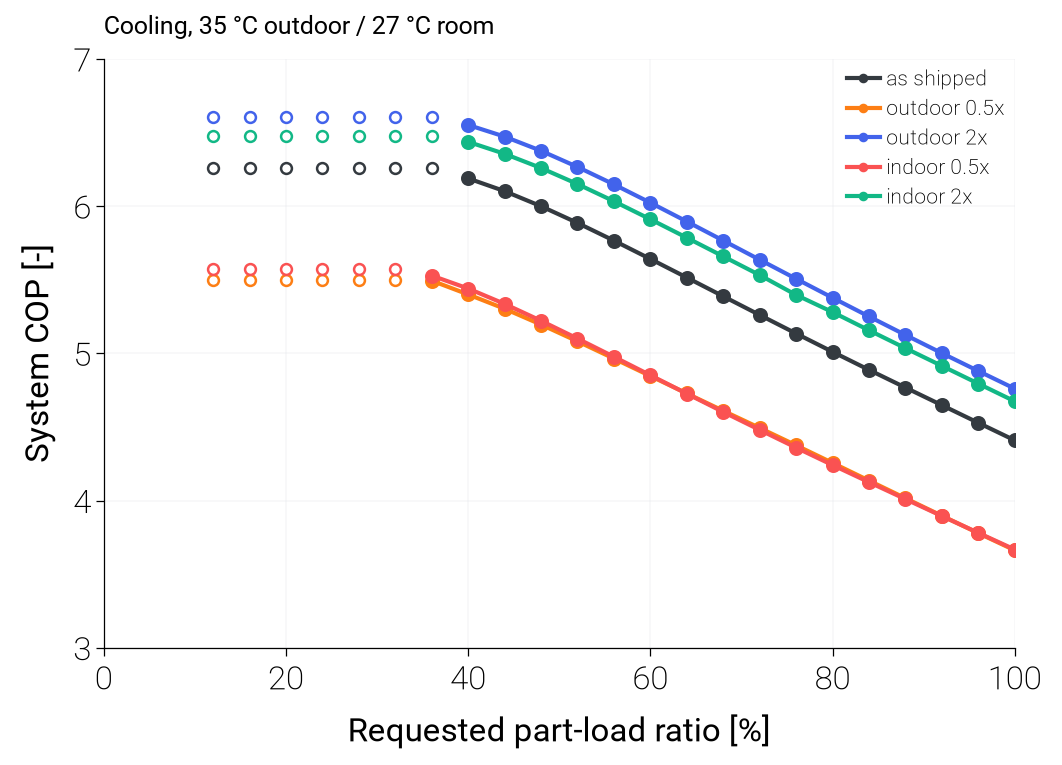 Cooling, 35 °C outdoor / 27 °C room
7
6
5
4
3
System COP [-]
as shipped
outdoor 0.5x
outdoor 2x
indoor 0.5x
indoor 2x
0 20 40 60 80 100
Requested part-load ratio [%]